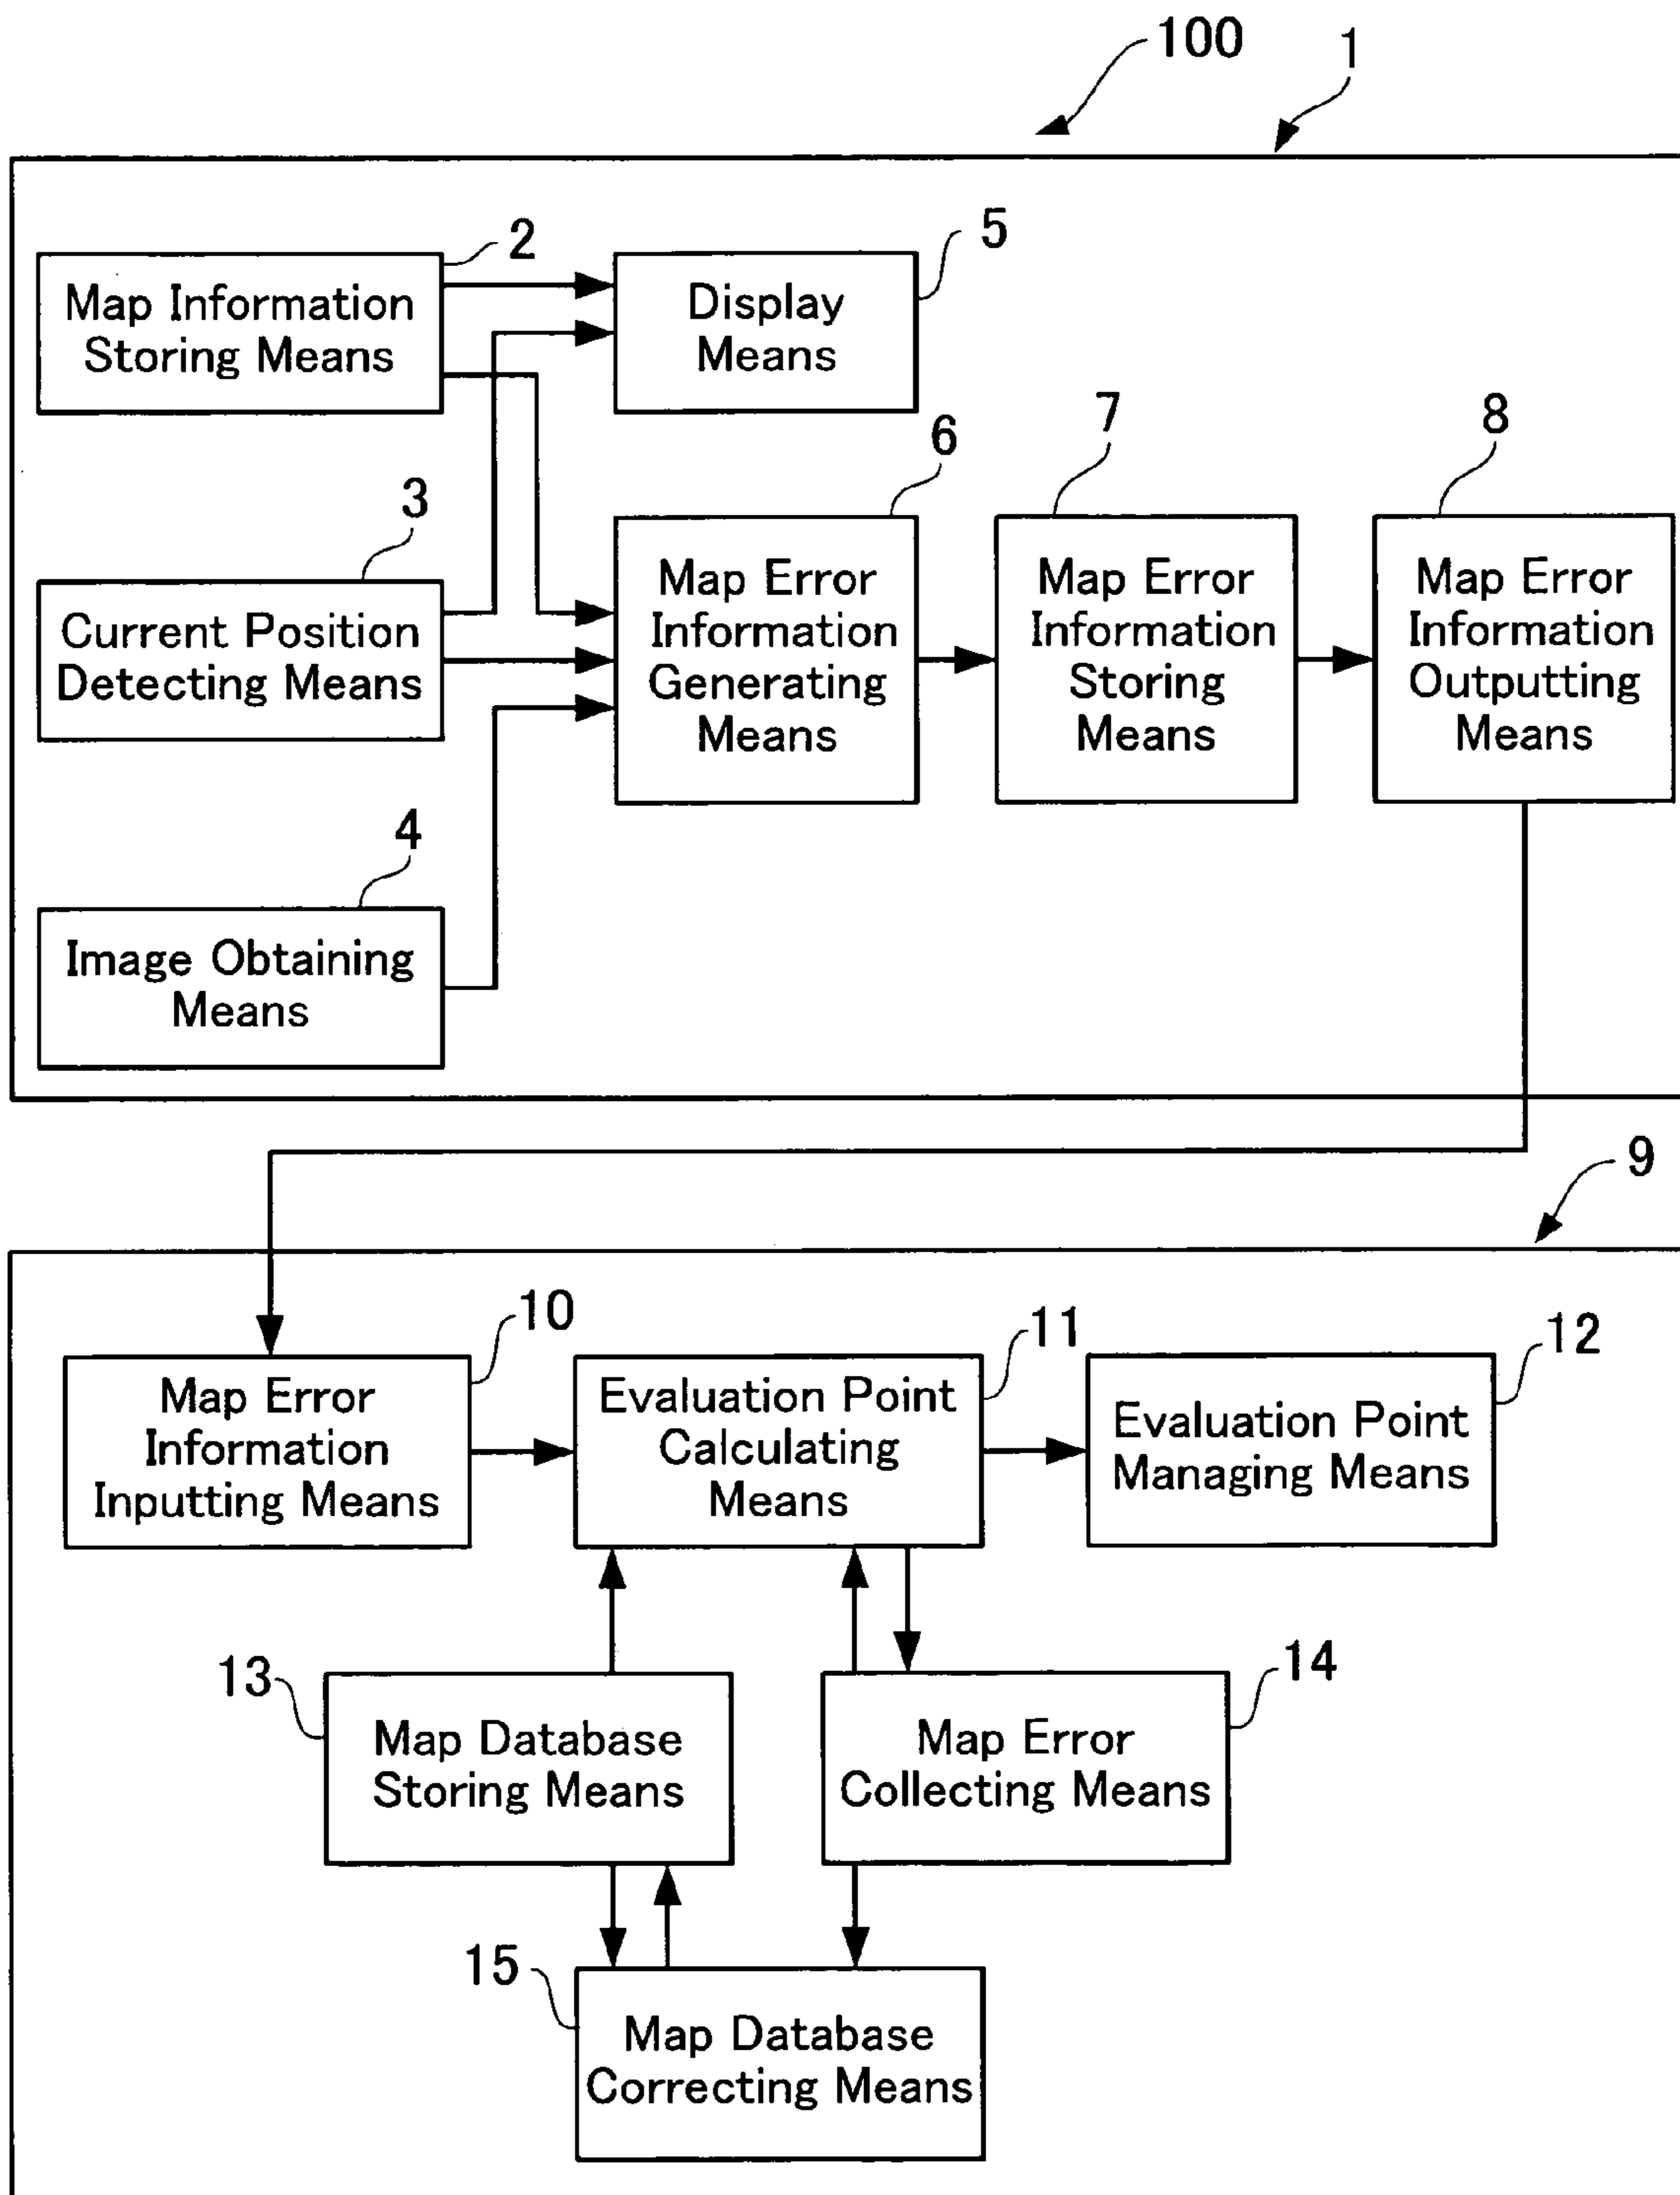 100
1
2
Map Information
Storing Means
5
Display
Means
3
Current Position
Detecting Means
6
Map Error
Information
Generating
Means
7
Map Error
Information
Storing
Means
8
Map Error
Information
Outputting
Means
4
Image Obtaining
Means
9
10
Map Error
Information
Inputting Means
11
Evaluation Point
Calculating
Means
12
Evaluation Point
Managing Means
13
Map Database
Storing Means
14
Map Error
Collecting Means
15
Map Database
Correcting Means